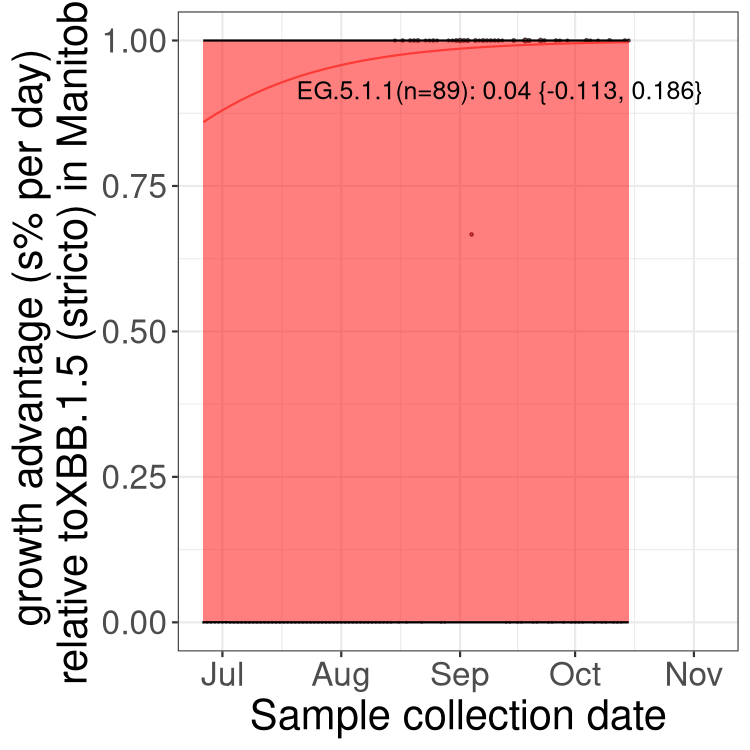 growth advantage (s% per day)
relative toXBB.1.5 (stricto) in Manitob
1.00
0.75
0.50
0.25
0.00
EG.5.1.1(n=89): 0.04 {-0.113, 0.186}
Jul Aug Sep Oct Nov
Sample collection date